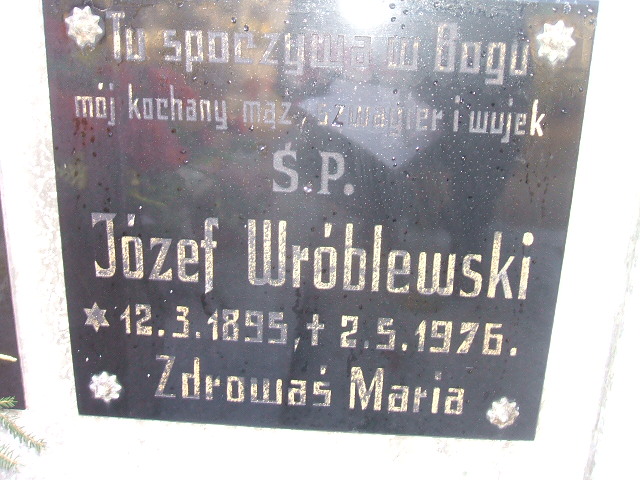 Tu spoczywa w Bogu
mój kochany mąż, szwagier i wujek
Ś.P.
Józef Wróblewski
* 12.3.1895, + 2.5.1976.
Zdrowaś Maria